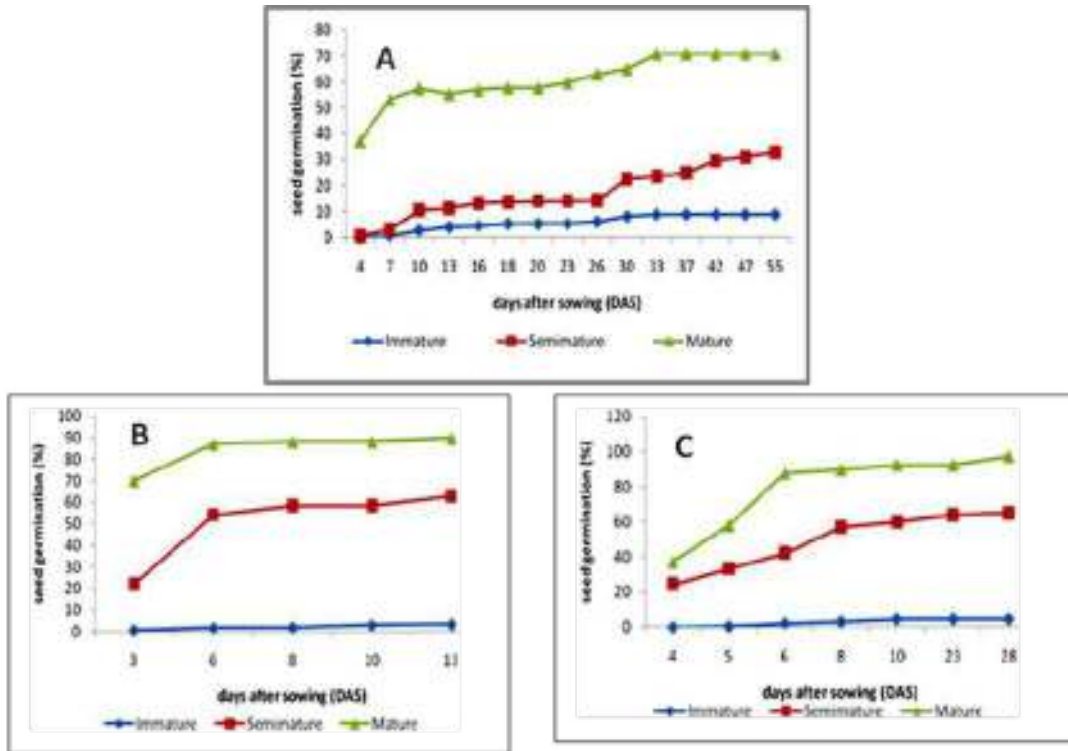 A
seed germination (%)
80
70
60
50
40
30
20
10
0
4 7 10 13 16 18 20 23 26 30 33 37 42 47 55
days after sowing (DAS)
Immature Semimature Mature
B
seed germination (%)
100
90
80
70
60
50
40
30
20
10
0
3 6 8 10 13
days after sowing (DAS)
Immature Semimature Mature
C
seed germination (%)
120
100
80
60
40
20
0
4 5 6 8 10 23 28
days after sowing (DAS)
Immature Semimature Mature